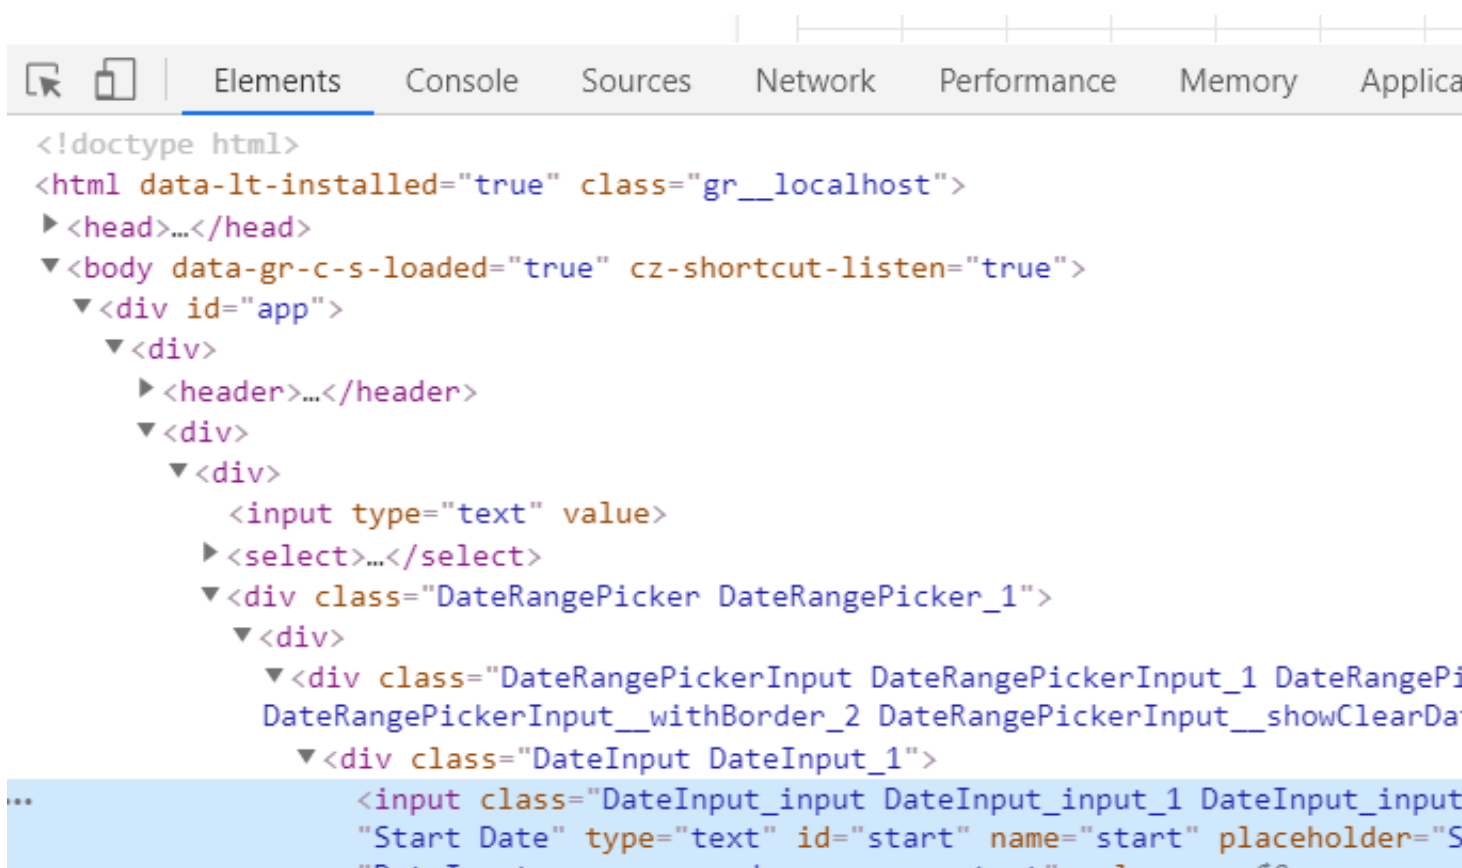 Elements Console Sources Network Performance Memory Applica
<!doctype html>
<html data-lt-installed="true" class="gr__localhost">
<head>…</head>
<body data-gr-c-s-loaded="true" cz-shortcut-listen="true">
<div id="app">
<div>
<header>…</header>
<div>
<div>
<input type="text" value>
<select>…</select>
<div class="DateRangePicker DateRangePicker_1">
<div>
<div class="DateRangePickerInput DateRangePickerInput_1 DateRangePi
DateRangePickerInput__withBorder_2 DateRangePickerInput__showClearDat
<div class="DateInput DateInput_1">
<input class="DateInput_input DateInput_input_1 DateInput_input
"Start Date" type="text" id="start" name="start" placeholder="S